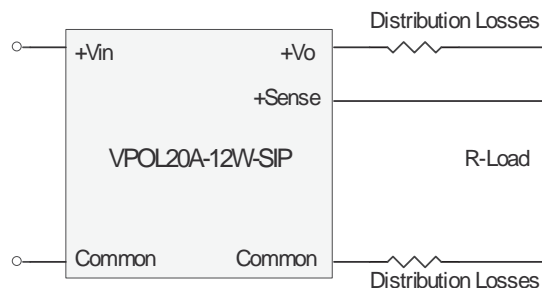 Distribution Losses
+Vin
+Vo
+Sense
VPOL20A-12W-SIP
R-Load
Common
Common
Distribution Losses